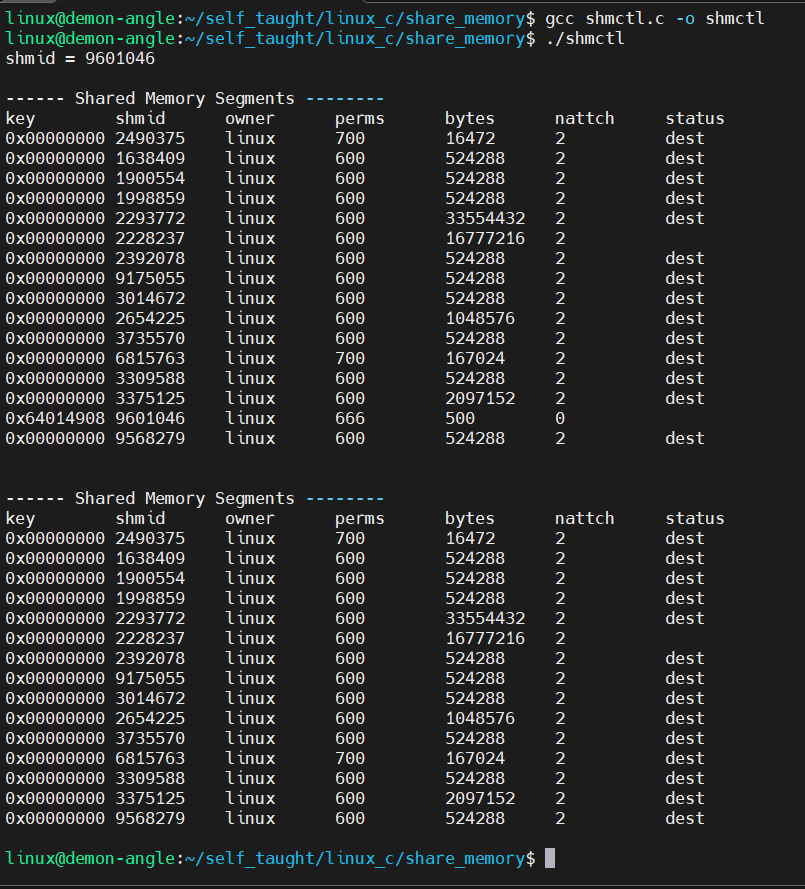 linux@demon-angle:~/self_taught/linux_c/share_memory$ gcc shmctl.c -o shmctl
linux@demon-angle:~/self_taught/linux_c/share_memory$ ./shmctl
shmid = 9601046
------ Shared Memory Segments --------
key        shmid      owner      perms      bytes      nattch     status
0x00000000 2490375    linux      700        16472      2          dest
0x00000000 1638409    linux      600        524288     2          dest
0x00000000 1900554    linux      600        524288     2          dest
0x00000000 1998859    linux      600        524288     2          dest
0x00000000 2293772    linux      600        33554432   2          dest
0x00000000 2228237    linux      600        16777216   2
0x00000000 2392078    linux      600        524288     2          dest
0x00000000 9175055    linux      600        524288     2          dest
0x00000000 3014672    linux      600        524288     2          dest
0x00000000 2654225    linux      600        1048576    2          dest
0x00000000 3735570    linux      600        524288     2          dest
0x00000000 6815763    linux      700        167024     2          dest
0x00000000 3309588    linux      600        524288     2          dest
0x00000000 3375125    linux      600        2097152    2          dest
0x64014908 9601046    linux      666        500        0
0x00000000 9568279    linux      600        524288     2          dest
------ Shared Memory Segments --------
key        shmid      owner      perms      bytes      nattch     status
0x00000000 2490375    linux      700        16472      2          dest
0x00000000 1638409    linux      600        524288     2          dest
0x00000000 1900554    linux      600        524288     2          dest
0x00000000 1998859    linux      600        524288     2          dest
0x00000000 2293772    linux      600        33554432   2          dest
0x00000000 2228237    linux      600        16777216   2
0x00000000 2392078    linux      600        524288     2          dest
0x00000000 9175055    linux      600        524288     2          dest
0x00000000 3014672    linux      600        524288     2          dest
0x00000000 2654225    linux      600        1048576    2          dest
0x00000000 3735570    linux      600        524288     2          dest
0x00000000 6815763    linux      700        167024     2          dest
0x00000000 3309588    linux      600        524288     2          dest
0x00000000 3375125    linux      600        2097152    2          dest
0x00000000 9568279    linux      600        524288     2          dest
linux@demon-angle:~/self_taught/linux_c/share_memory$